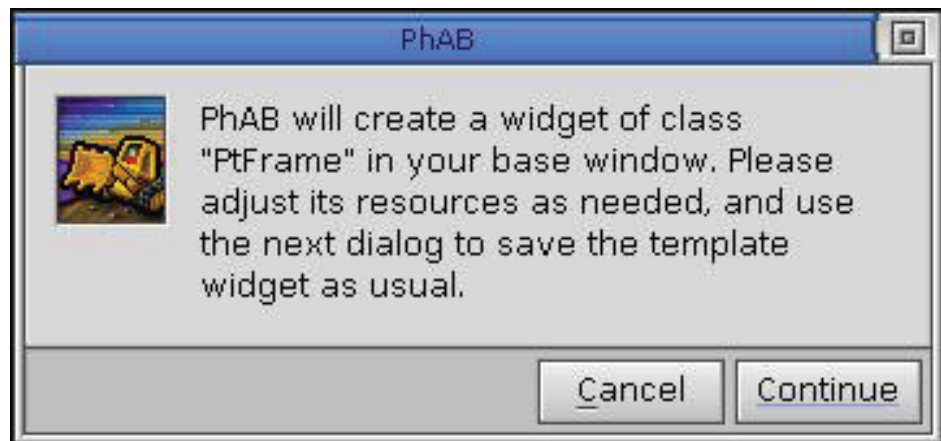 PhAB
PhAB will create a widget of class
"PtFrame" in your base window. Please
adjust its resources as needed, and use
the next dialog to save the template
widget as usual.
Cancel
Continue